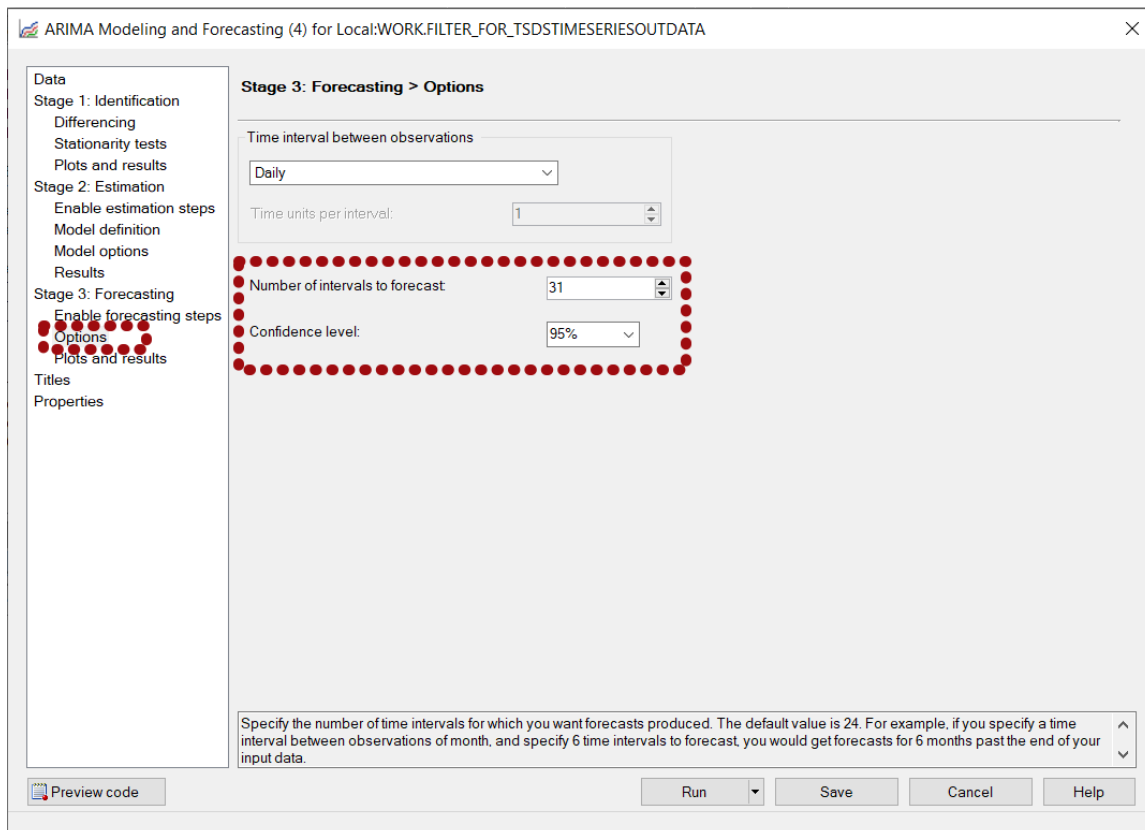 ARIMA Modeling and Forecasting (4) for Local:WORK.FILTER_FOR_TSDSTIMESERIESOUTDATA
Data
Stage 1: Identification
Differencing
Stationarity tests
Plots and results
Stage 2: Estimation
Enable estimation steps
Model definition
Model options
Results
Stage 3: Forecasting
Enable forecasting steps
Options
Plots and results
Titles
Properties
Stage 3: Forecasting > Options
Time interval between observations
Daily
Time units per interval: 1
Number of intervals to forecast: 31
Confidence level: 95%
Specify the number of time intervals for which you want forecasts produced. The default value is 24. For example, if you specify a time
interval between observations of month, and specify 6 time intervals to forecast, you would get forecasts for 6 months past the end of your
input data.
Preview code Run Save Cancel Help